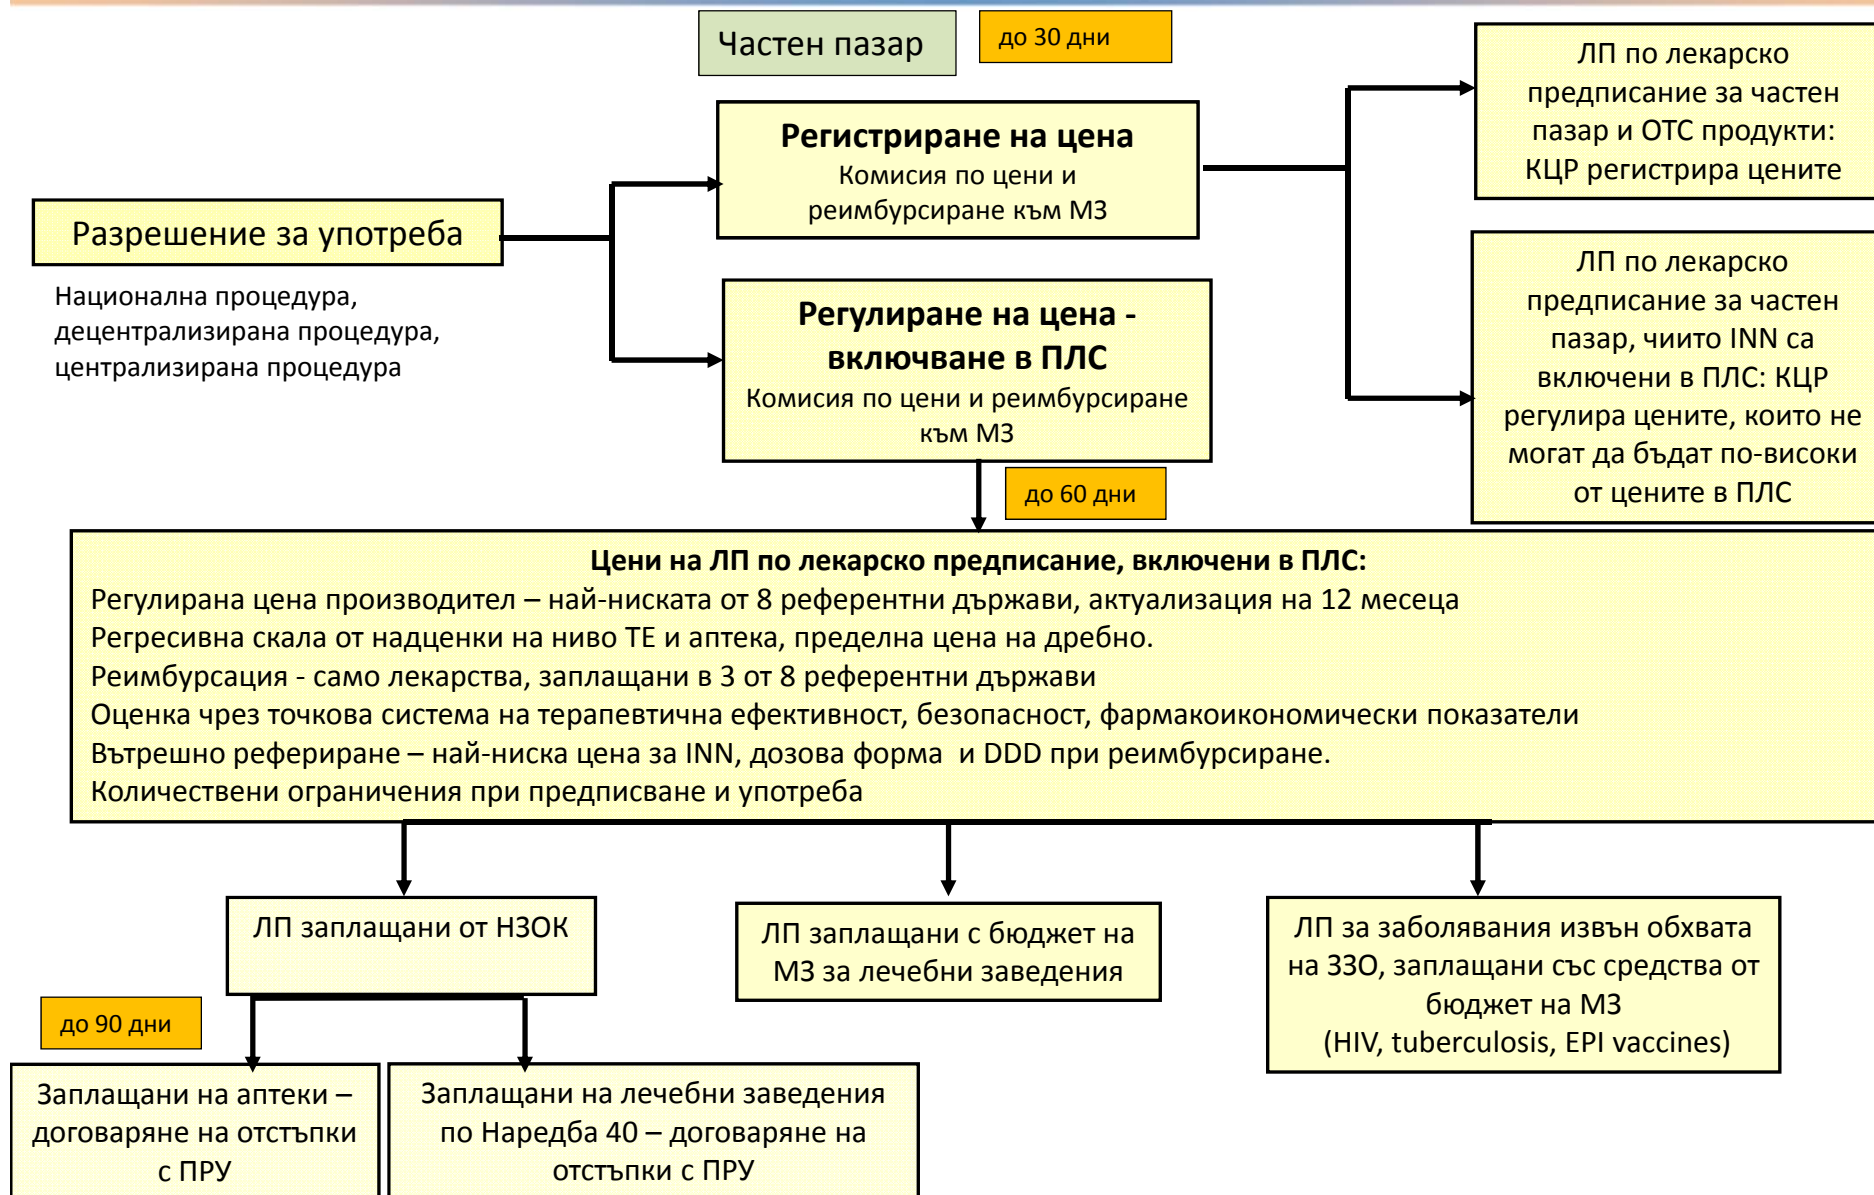 Частен пазар
до 30 дни
Регистриране на цена
Комисия по цени и
реимбурсиране към МЗ
ЛП по лекарско
предписание за частен
пазар и ОТС продукти:
КЦР регистрира цените
Разрешение за употреба
Национална процедура,
децентрализирана процедура,
централизирана процедура
Регулиране на цена -
включване в ПЛС
Комисия по цени и реимбурсиране
към МЗ
ЛП по лекарско
предписание за частен
пазар, чиито INN са
включени в ПЛС: КЦР
регулира цените, които не
могат да бъдат по-високи
от цените в ПЛС
до 60 дни
Цени на ЛП по лекарско предписание, включени в ПЛС:
Регулирана цена производител – най-ниската от 8 референтни държави, актуализация на 12 месеца
Регресивна скала от надценки на ниво ТЕ и аптека, пределна цена на дребно.
Реимбурсация - само лекарства, заплащани в 3 от 8 референтни държави
Оценка чрез точкова система на терапевтична ефективност, безопасност, фармакоикономически показатели
Вътрешно рефериране – най-ниска цена за INN, дозова форма и DDD при реимбурсиране.
Количествени ограничения при предписване и употреба
ЛП заплащани от НЗОК
ЛП заплащани с бюджет на
МЗ за лечебни заведения
ЛП за заболявания извън обхвата
на ЗЗО, заплащани със средства от
бюджет на МЗ
(HIV, tuberculosis, EPI vaccines)
до 90 дни
Заплащани на аптеки –
договаряне на отстъпки
с ПРУ
Заплащани на лечебни заведения
по Наредба 40 – договаряне на
отстъпки с ПРУ